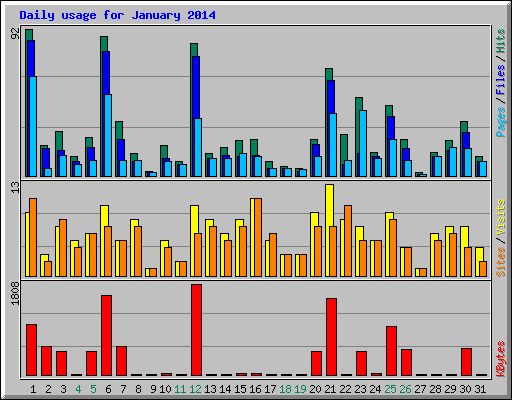 Daily usage for January 2014
92
Pages / Files / Hits
13
Sites / Visits
1808
KBytes
1 2 3 4 5 6 7 8 9 10 11 12 13 14 15 16 17 18 19 20 21 22 23 24 25 26 27 28 29 30 31